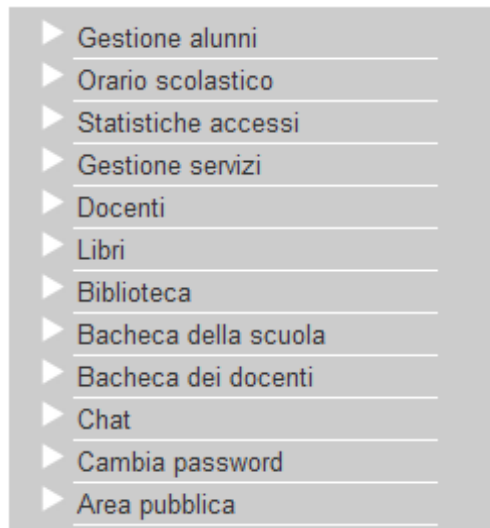 Gestione alunni
Orario scolastico
Statistiche accessi
Gestione servizi
Docenti
Libri
Biblioteca
Bacheca della scuola
Bacheca dei docenti
Chat
Cambia password
Area pubblica